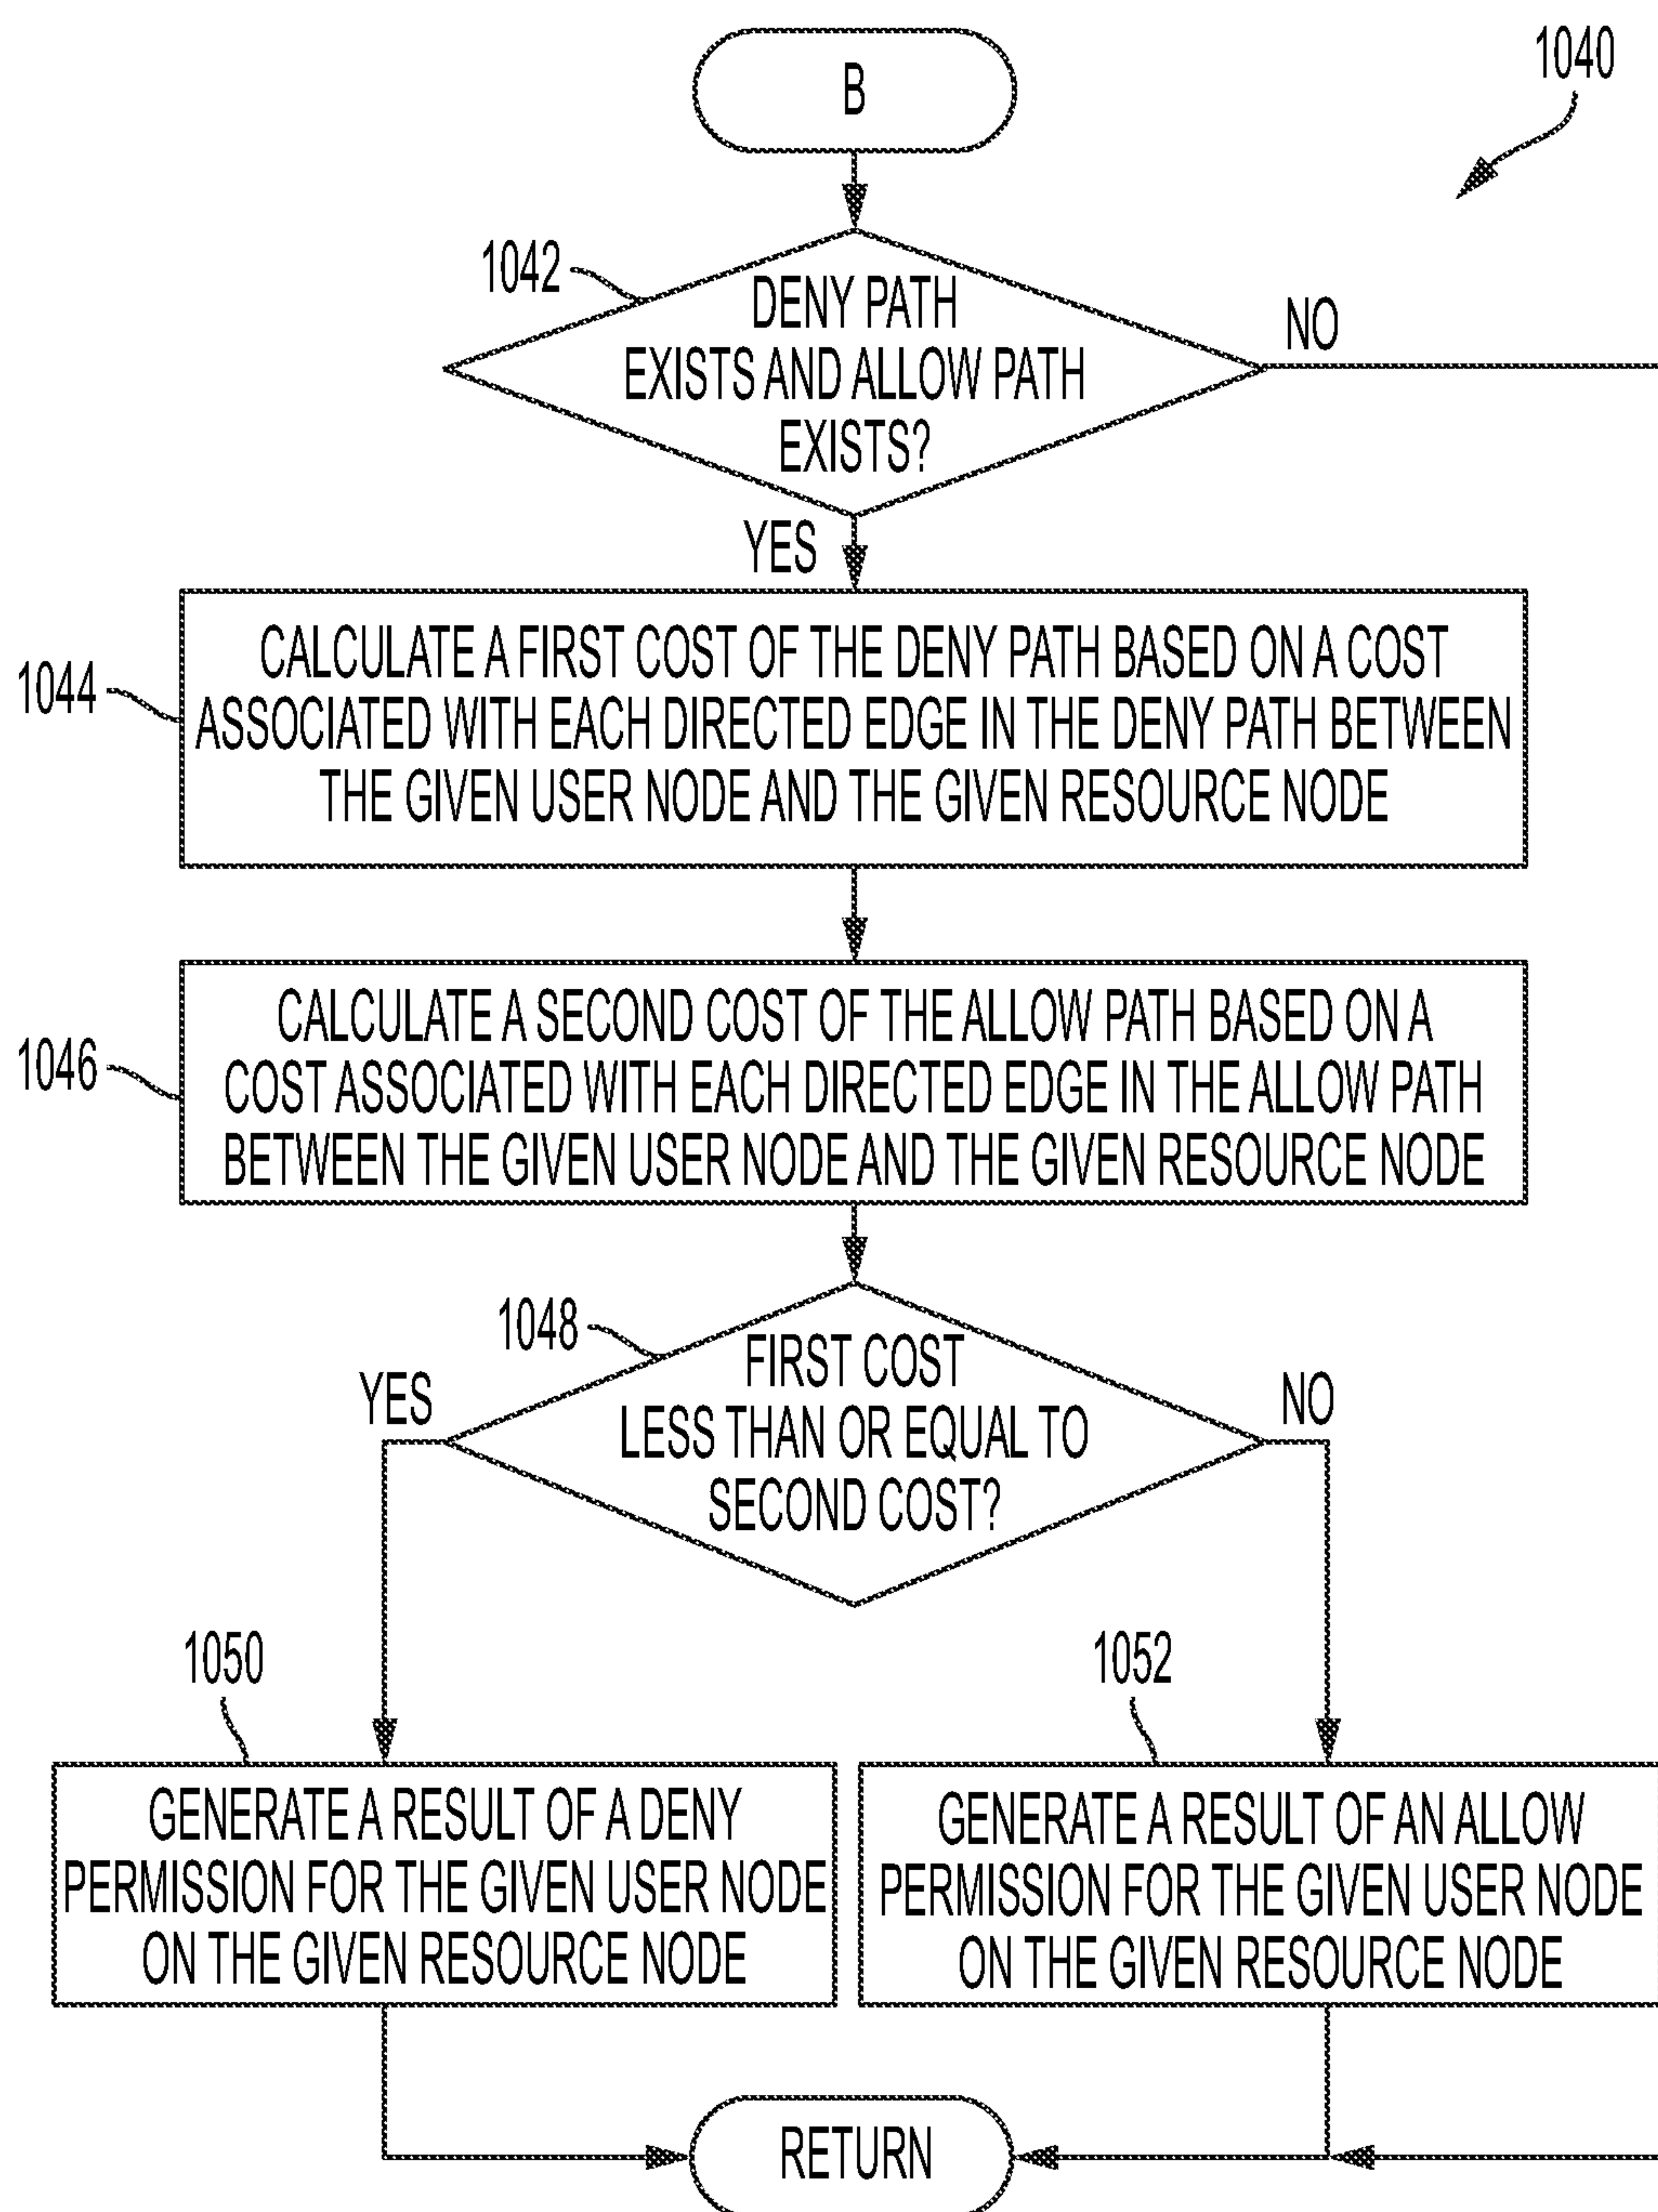 B
1040
1042
DENY PATH
EXISTS AND ALLOW PATH
EXISTS?
NO
YES
1044
CALCULATE A FIRST COST OF THE DENY PATH BASED ON A COST
ASSOCIATED WITH EACH DIRECTED EDGE IN THE DENY PATH BETWEEN
THE GIVEN USER NODE AND THE GIVEN RESOURCE NODE
1046
CALCULATE A SECOND COST OF THE ALLOW PATH BASED ON A
COST ASSOCIATED WITH EACH DIRECTED EDGE IN THE ALLOW PATH
BETWEEN THE GIVEN USER NODE AND THE GIVEN RESOURCE NODE
1048
FIRST COST
LESS THAN OR EQUAL TO
SECOND COST?
YES
NO
1050
GENERATE A RESULT OF A DENY
PERMISSION FOR THE GIVEN USER NODE
ON THE GIVEN RESOURCE NODE
1052
GENERATE A RESULT OF AN ALLOW
PERMISSION FOR THE GIVEN USER NODE
ON THE GIVEN RESOURCE NODE
RETURN